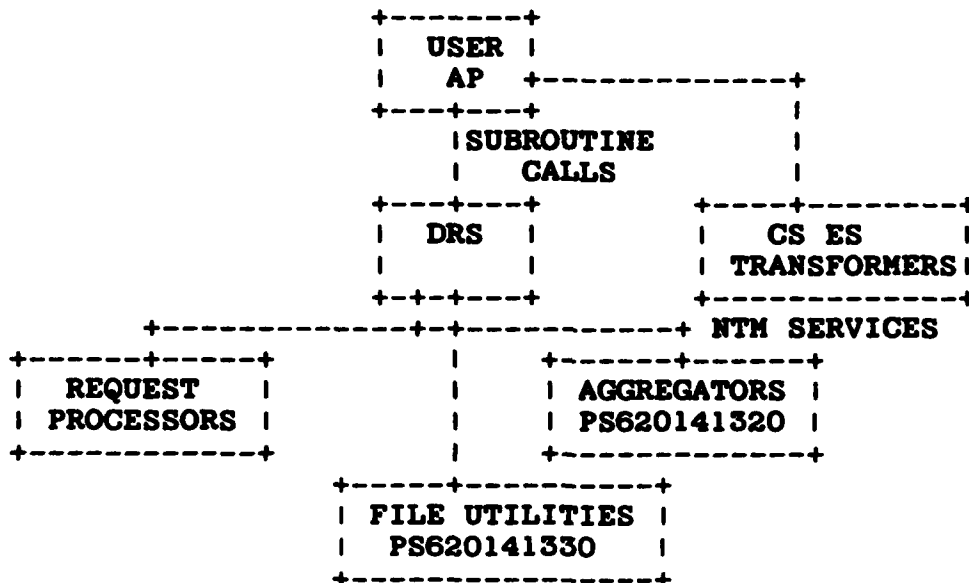 USER
AP
SUBROUTINE
CALLS
DRS
CS ES
TRANSFORMERS
NTM SERVICES
REQUEST
PROCESSORS
AGGREGATORS
PS620141320
FILE UTILITIES
PS620141330